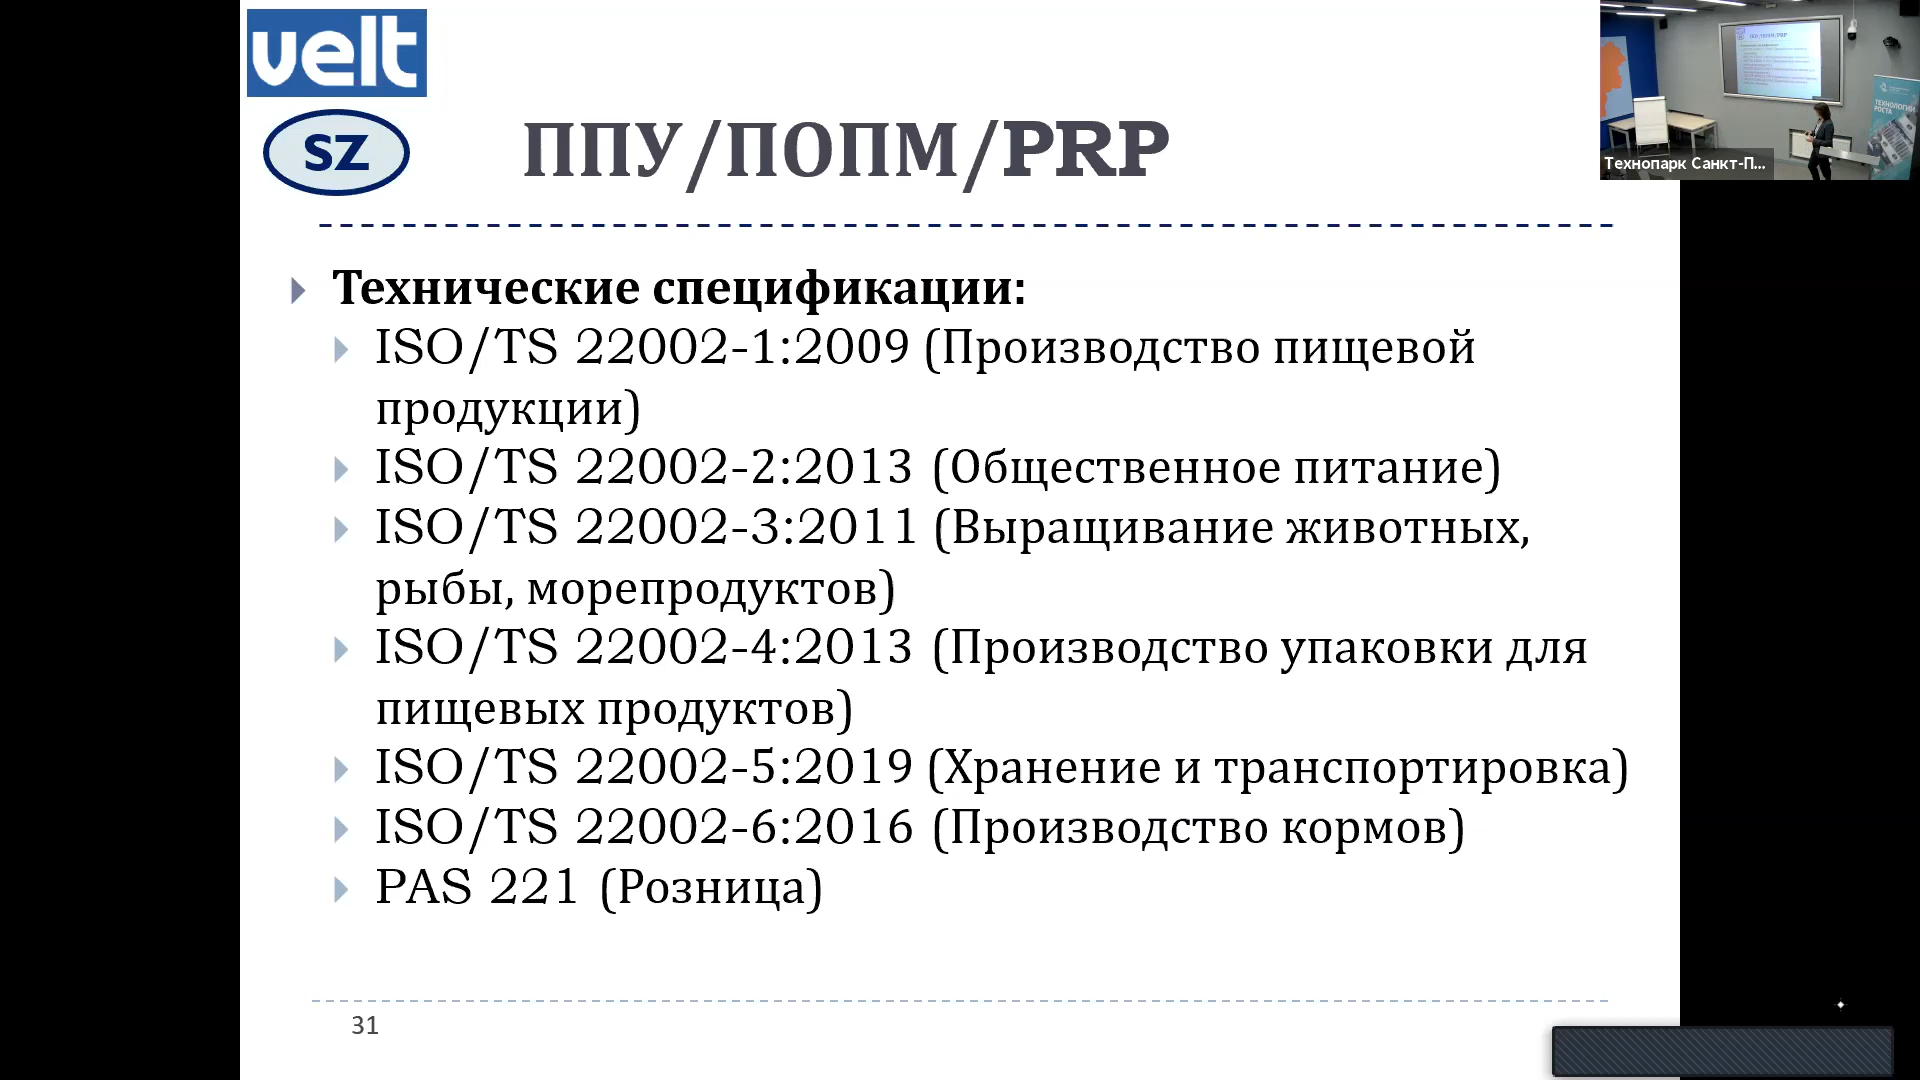 velt
SZ
ППУ/ПОПМ/PRP
Технические спецификации:
ISO/TS 22002-1:2009 (Производство пищевой
продукции)
ISO/TS 22002-2:2013 (Общественное питание)
ISO/TS 22002-3:2011 (Выращивание животных,
рыбы, морепродуктов)
ISO/TS 22002-4:2013 (Производство упаковки для
пищевых продуктов)
ISO/TS 22002-5:2019 (Хранение и транспортировка)
ISO/TS 22002-6:2016 (Производство кормов)
PAS 221 (Розница)
31
ТЕХНОЛОГИИ
РОСТА
Технопарк Санкт-П...